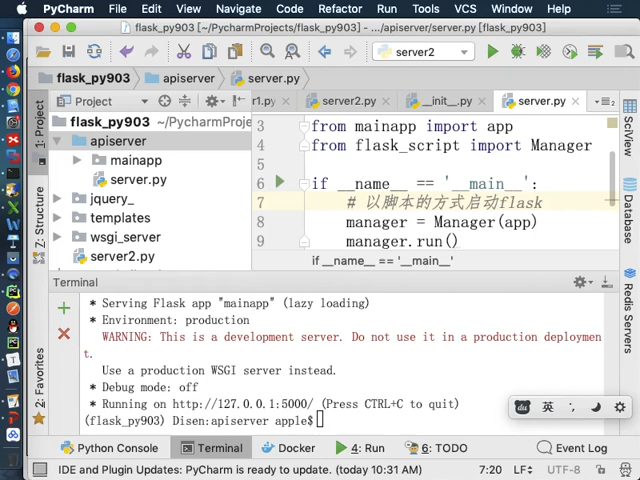 PyCharm File Edit View Navigate Code Refactor Tools VCS Window Help
flask_py903 [~/PycharmProjects/flask_py903] - .../apiserver/server.py [flask_py903]
server2
flask_py903 apiserver server.py
Project
r1.py server2.py __init__.py server.py
1: Project
Z: Structure
2: Favorites
flask_py903 ~/PycharmProjects
apiserver
mainapp
server.py
jquery_
templates
wsgi_server
server2.py
3 from mainapp import app
4 from flask_script import Manager
5
6 if __name__ == '__main__':
7 # 以脚本的方式启动flask
8 manager = Manager(app)
9 manager.run()
if __name__ == '__main__'
SciView
Database
Redis Servers
Terminal
* Serving Flask app "mainapp" (lazy loading)
* Environment: production
WARNING: This is a development server. Do not use it in a production deploymen
t.
Use a production WSGI server instead.
* Debug mode: off
* Running on http://127.0.0.1:5000/ (Press CTRL+C to quit)
(flask_py903) Disen:apiserver apple$
du 英 ·,
Python Console Terminal Docker 4: Run 6: TODO Event Log
IDE and Plugin Updates: PyCharm is ready to update. (today 10:31 AM) 7:20 LF UTF-8